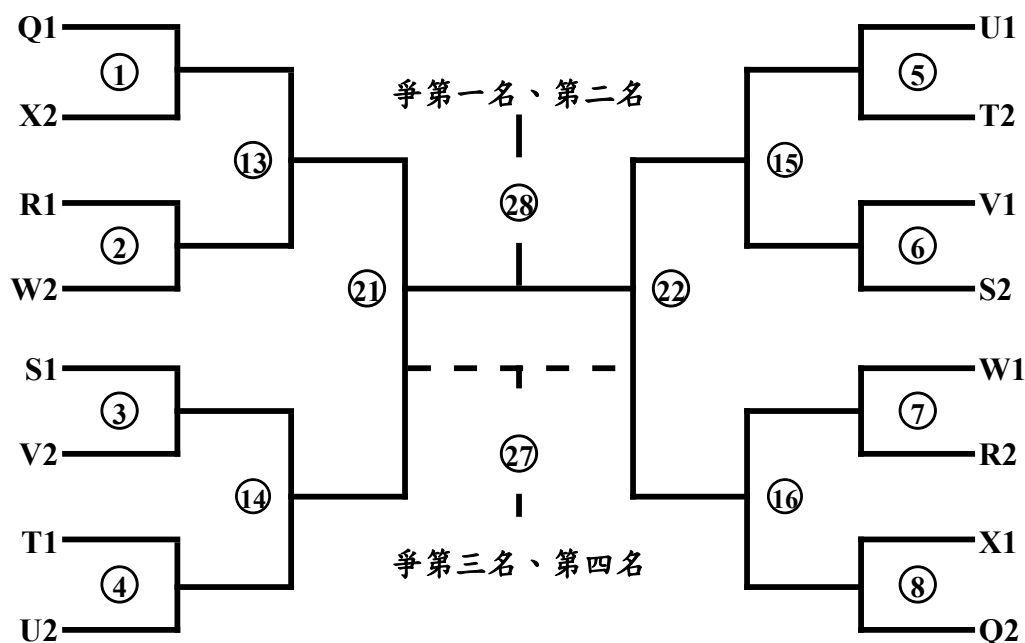 Q1
①
X2
⑬
R1
②
W2
㉑
S1
③
V2
⑭
T1
④
U2
爭第一名、第二名
㉘
㉗
爭第三名、第四名
U1
⑤
T2
⑮
V1
⑥
S2
㉒
W1
⑦
R2
⑯
X1
⑧
Q2